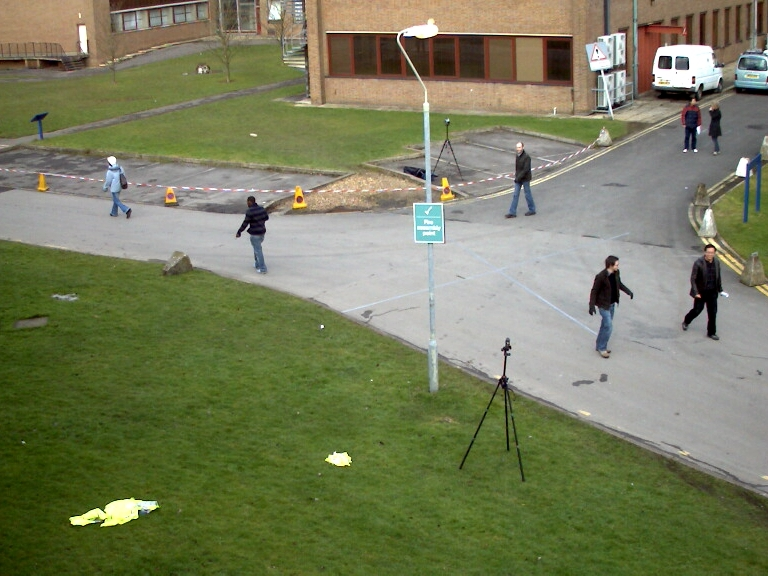 Fire
assembly
point